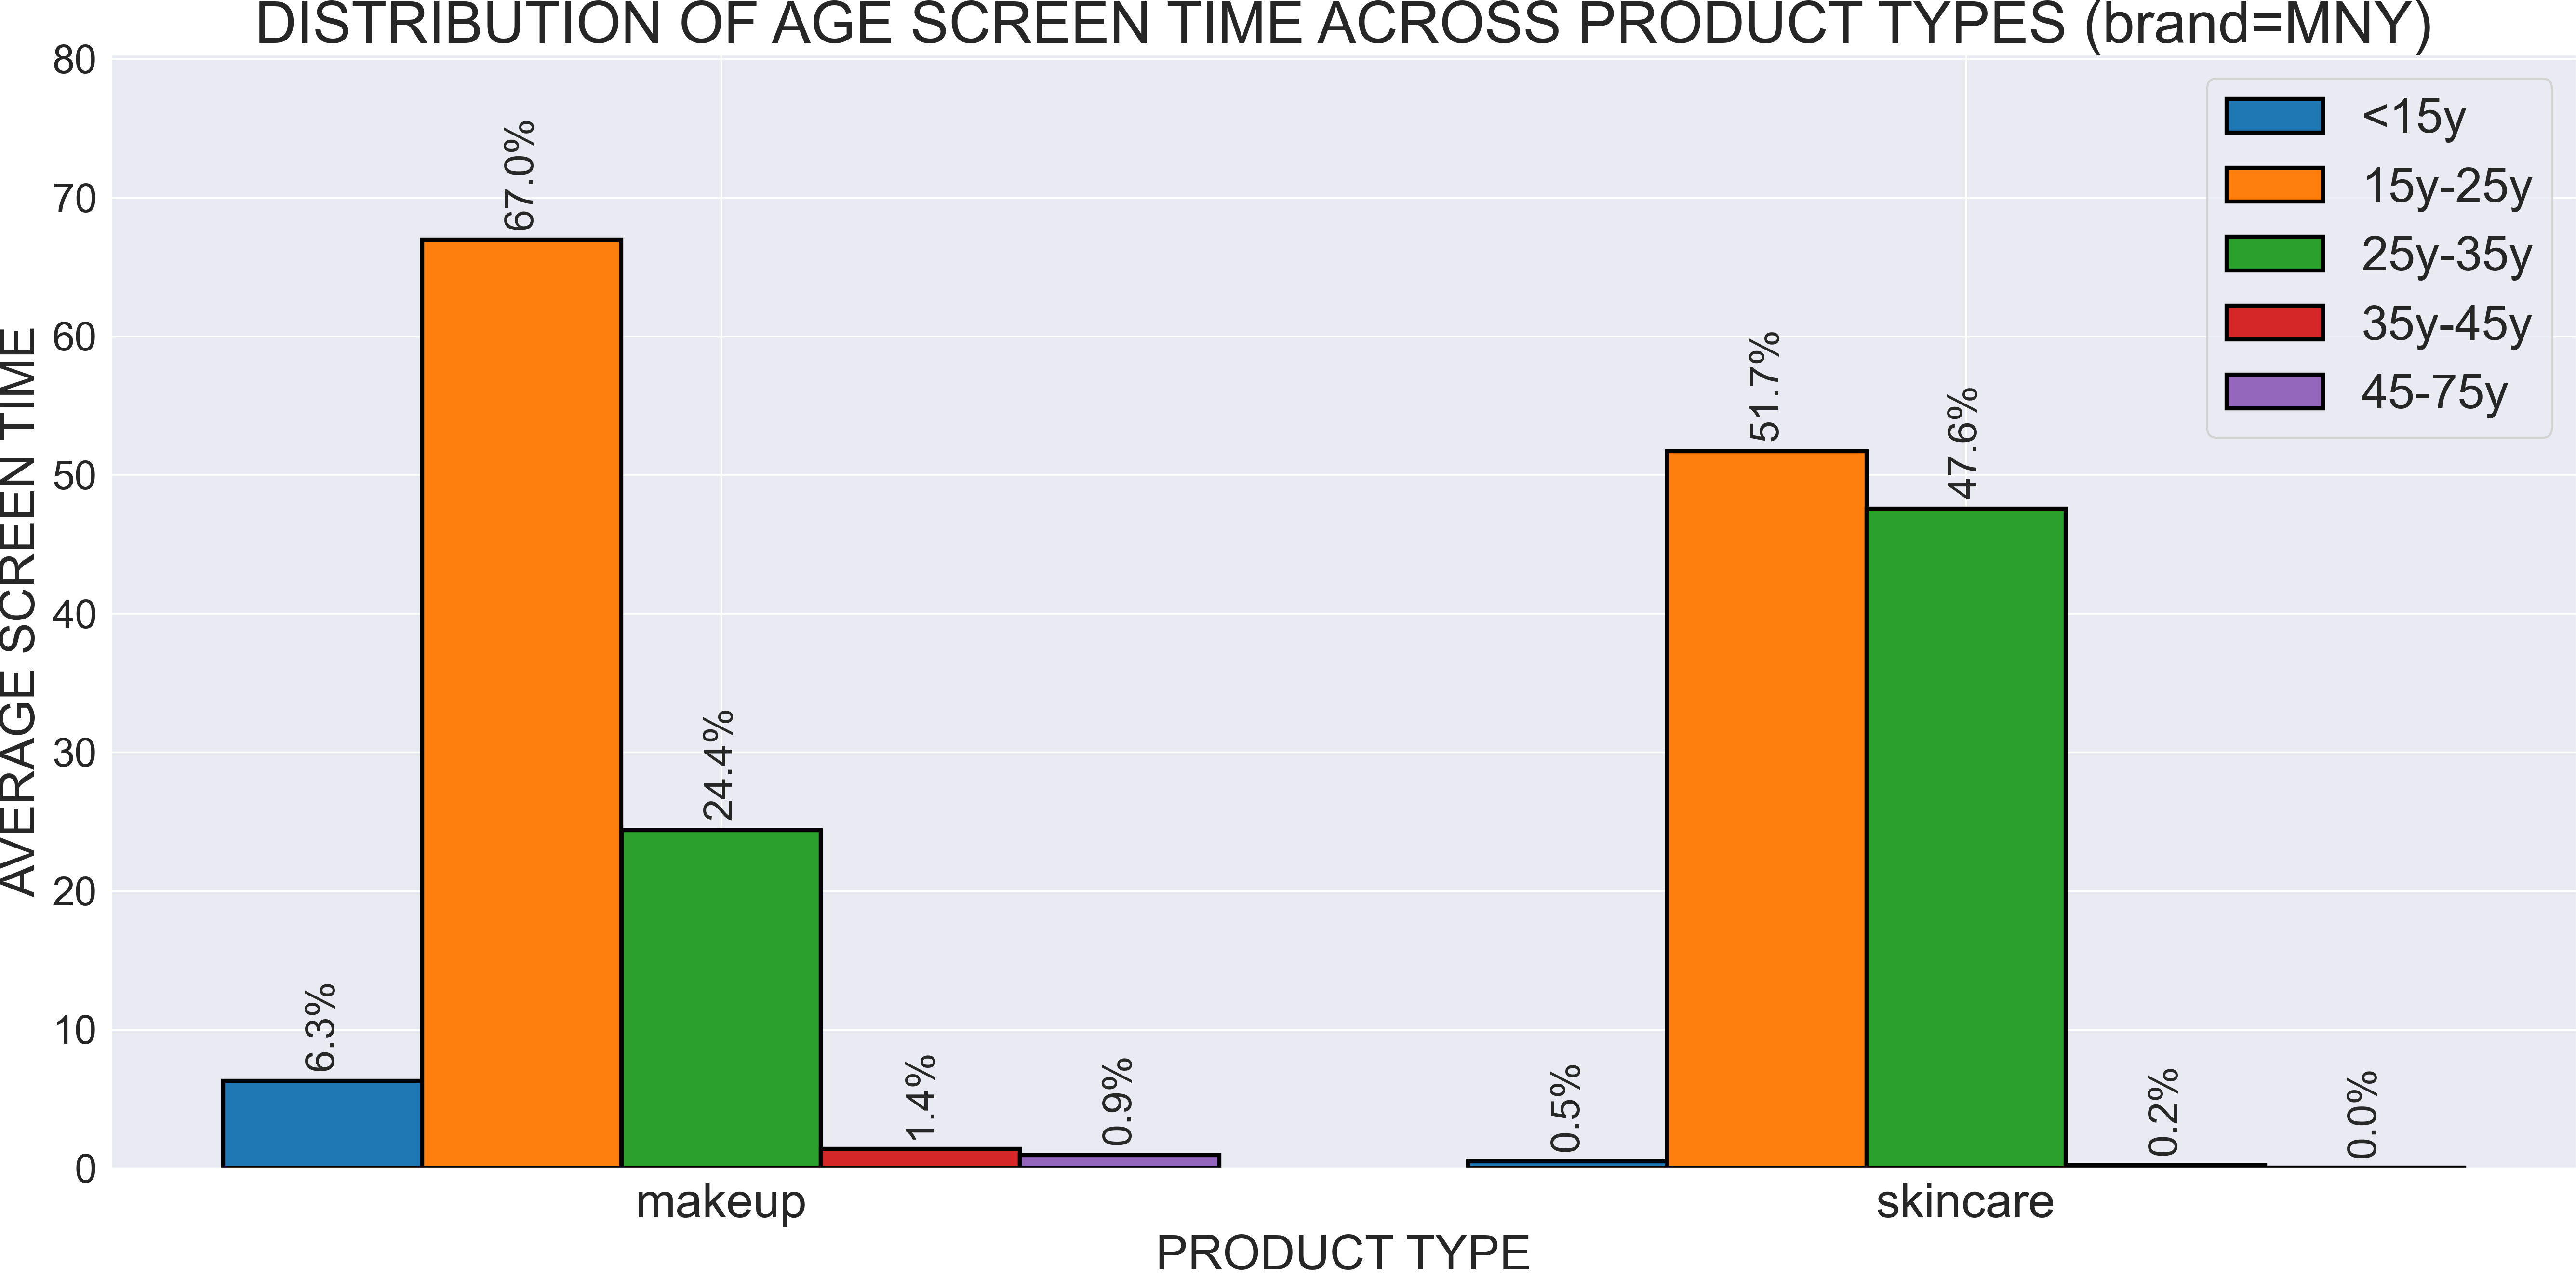 DISTRIBUTION OF AGE SCREEN TIME ACROSS PRODUCT TYPES (brand=MNY)
AVERAGE SCREEN TIME
80
70
60
50
40
30
20
10
0
67.0%
24.4%
6.3%
1.4%
0.9%
51.7%
47.6%
0.5%
0.2%
0.0%
<15y
15y-25y
25y-35y
35y-45y
45-75y
makeup
skincare
PRODUCT TYPE